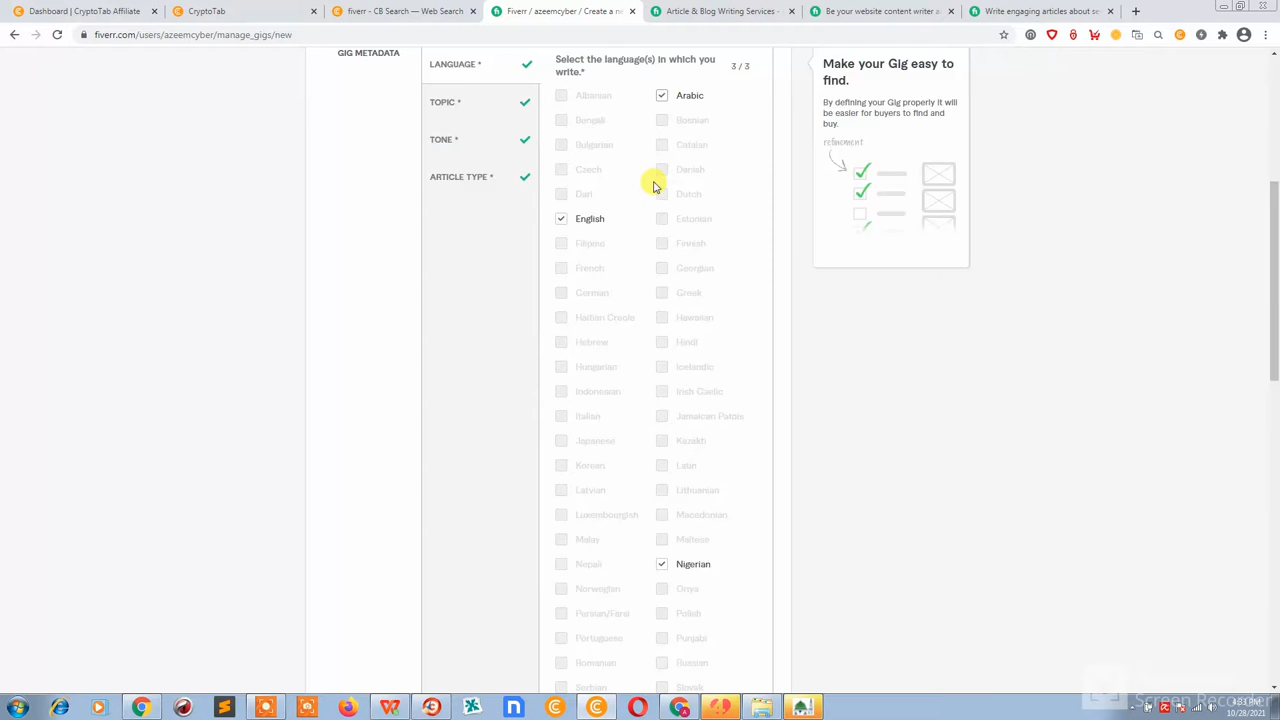 Dashboard | CryptoTab Affiliate
CrypTab
fiverr - CB Search — Web Search
Fiverr / azeemcyber / Create a ne
Article & Blog Writing Services -
Be your website content writer a
Write engaging articles about se
fiverr.com/users/azeemcyber/manage_gigs/new
GIG METADATA
LANGUAGE *
TOPIC *
TONE *
ARTICLE TYPE *
Select the language(s) in which you
write.*
3 / 3
Albanian
Arabic
Bengali
Bosnian
Bulgarian
Catalan
Czech
Danish
Dari
Dutch
English
Estonian
Filipino
Finnish
French
Georgian
German
Greek
Haitian Creole
Hawaiian
Hebrew
Hindi
Hungarian
Icelandic
Indonesian
Irish Gaelic
Italian
Jamaican Patois
Japanese
Kazakh
Korean
Latin
Latvian
Lithuanian
Luxembourgish
Macedonian
Malay
Maltese
Nepali
Nigerian
Norwegian
Oriya
Persian/Farsi
Polish
Portuguese
Punjabi
Romanian
Russian
Serbian
Slovak
Make your Gig easy to
find.
By defining your Gig properly it will
be easier for buyers to find and
buy.
refinement
10/28/2021